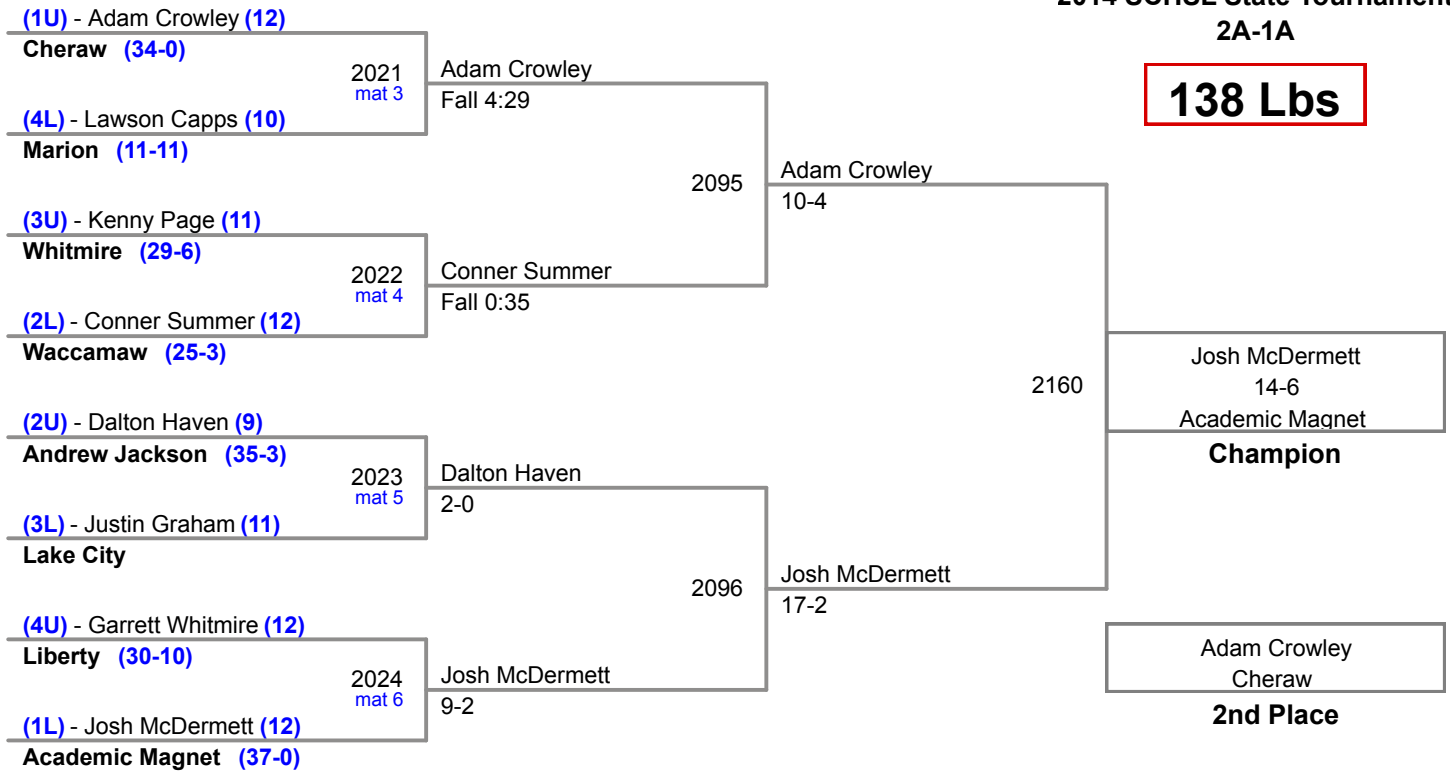 2014 SCHSL State Tournament
2A-1A
138 Lbs
(1U) - Adam Crowley (12)
Cheraw (34-0)
2021
mat 3
Adam Crowley
Fall 4:29
(4L) - Lawson Capps (10)
Marion (11-11)
2095
Adam Crowley
10-4
(3U) - Kenny Page (11)
Whitmire (29-6)
2022
mat 4
Conner Summer
Fall 0:35
(2L) - Conner Summer (12)
Waccamaw (25-3)
2160
Josh McDermett
14-6
Academic Magnet
Champion
(2U) - Dalton Haven (9)
Andrew Jackson (35-3)
2023
mat 5
Dalton Haven
2-0
(3L) - Justin Graham (11)
Lake City
2096
Josh McDermett
17-2
(4U) - Garrett Whitmire (12)
Liberty (30-10)
2024
mat 6
Josh McDermett
9-2
(1L) - Josh McDermett (12)
Academic Magnet (37-0)
Adam Crowley
Cheraw
2nd Place